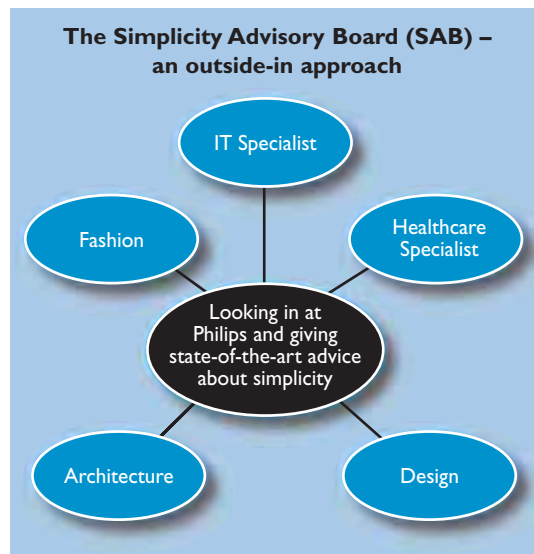 The Simplicity Advisory Board (SAB) –
an outside-in approach
IT Specialist
Fashion
Healthcare
Specialist
Looking in at
Philips and giving
state-of-the-art advice
about simplicity
Architecture
Design